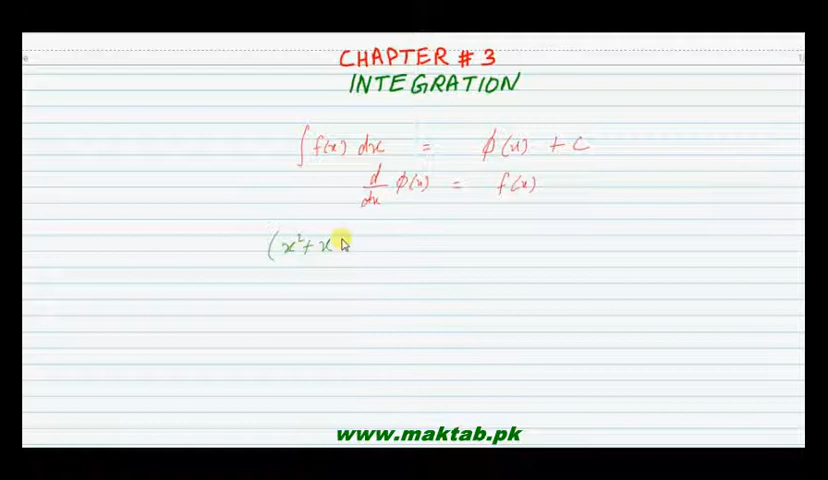 CHAPTER # 3
INTEGRATION
∫ f(x) dx = ϕ(x) + C
d/dx ϕ(x) = f(x)
(x² + x
www.maktab.pk